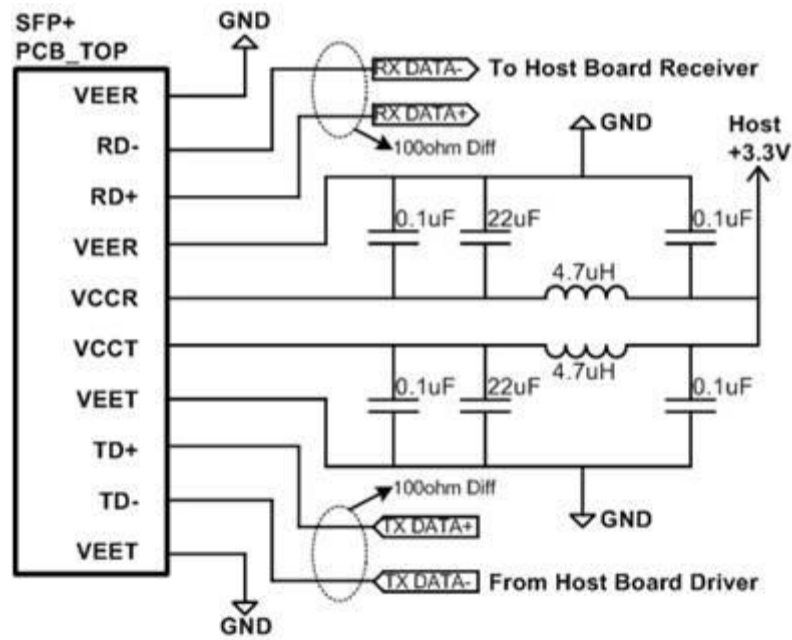 SFP+
PCB_TOP
GND
VEER
RD-
RD+
VEER
VCCR
VCCT
VEET
TD+
TD-
VEET
GND
RX DATA-
To Host Board Receiver
RX DATA+
100ohm Diff
GND
Host
+3.3V
0.1uF
22uF
0.1uF
4.7uH
4.7uH
0.1uF
22uF
0.1uF
100ohm Diff
GND
TX DATA+
TX DATA-
From Host Board Driver